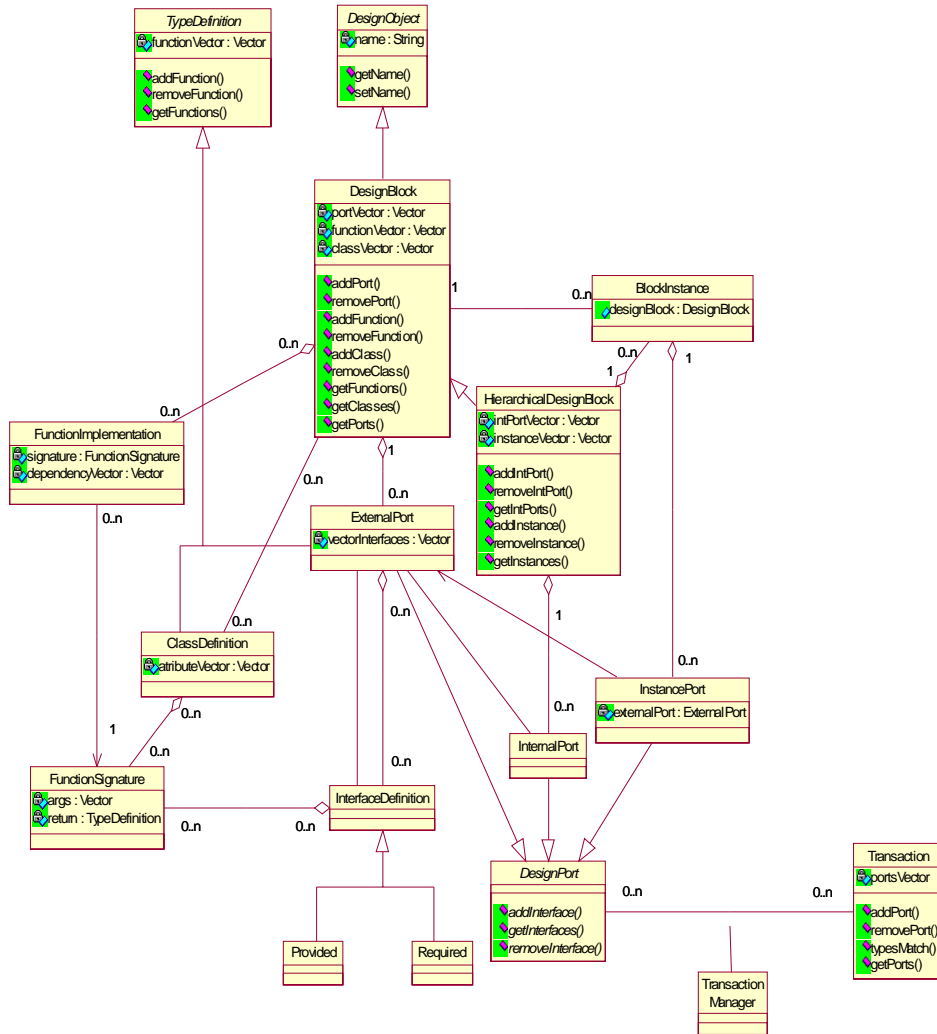 TypeDefinition
functionVector : Vector
addFunction()
removeFunction()
getFunctions()
DesignObject
name : String
getName()
setName()
DesignBlock
portVector : Vector
functionVector : Vector
classVector : Vector
addPort()
removePort()
addFunction()
removeFunction()
addClass()
removeClass()
getFunctions()
getClasses()
getPorts()
1
0..n
BlockInstance
designBlock : DesignBlock
0..n
1
1
0..n
0..n
HierarchicalDesignBlock
intPortVector : Vector
instanceVector : Vector
addIntPort()
removeIntPort()
getIntPorts()
addInstance()
removeInstance()
getInstances()
FunctionImplementation
signature : FunctionSignature
dependencyVector : Vector
1
0..n
0..n
0..n
ExternalPort
vectorInterfaces : Vector
0..n
1
0..n
ClassDefinition
atributeVector : Vector
0..n
0..n
InstancePort
externalPort : ExternalPort
0..n
1
0..n
InternalPort
FunctionSignature
args : Vector
return : TypeDefinition
0..n
0..n
0..n
InterfaceDefinition
DesignPort
addInterface()
getInterfaces()
removeInterface()
0..n
0..n
Transaction
portsVector
addPort()
removePort()
typesMatch()
getPorts()
Provided
Required
Transaction
Manager